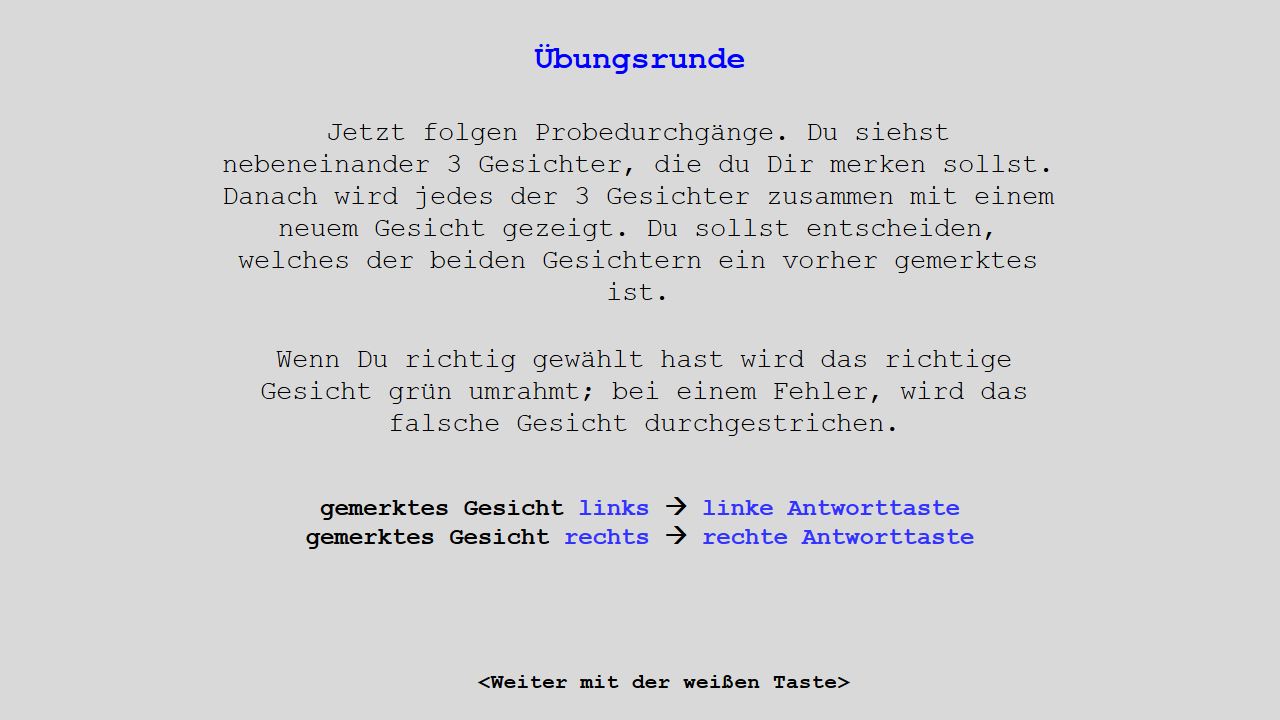 Übungsrunde
Jetzt folgen Probedurchgänge. Du siehst
nebeneinander 3 Gesichter, die du Dir merken sollst.
Danach wird jedes der 3 Gesichter zusammen mit einem
neuem Gesicht gezeigt. Du sollst entscheiden,
welches der beiden Gesichtern ein vorher gemerktes
ist.
Wenn Du richtig gewählt hast wird das richtige
Gesicht grün umrahmt; bei einem Fehler, wird das
falsche Gesicht durchgestrichen.
gemerktes Gesicht links → linke Antworttaste
gemerktes Gesicht rechts → rechte Antworttaste
<Weiter mit der weißen Taste>